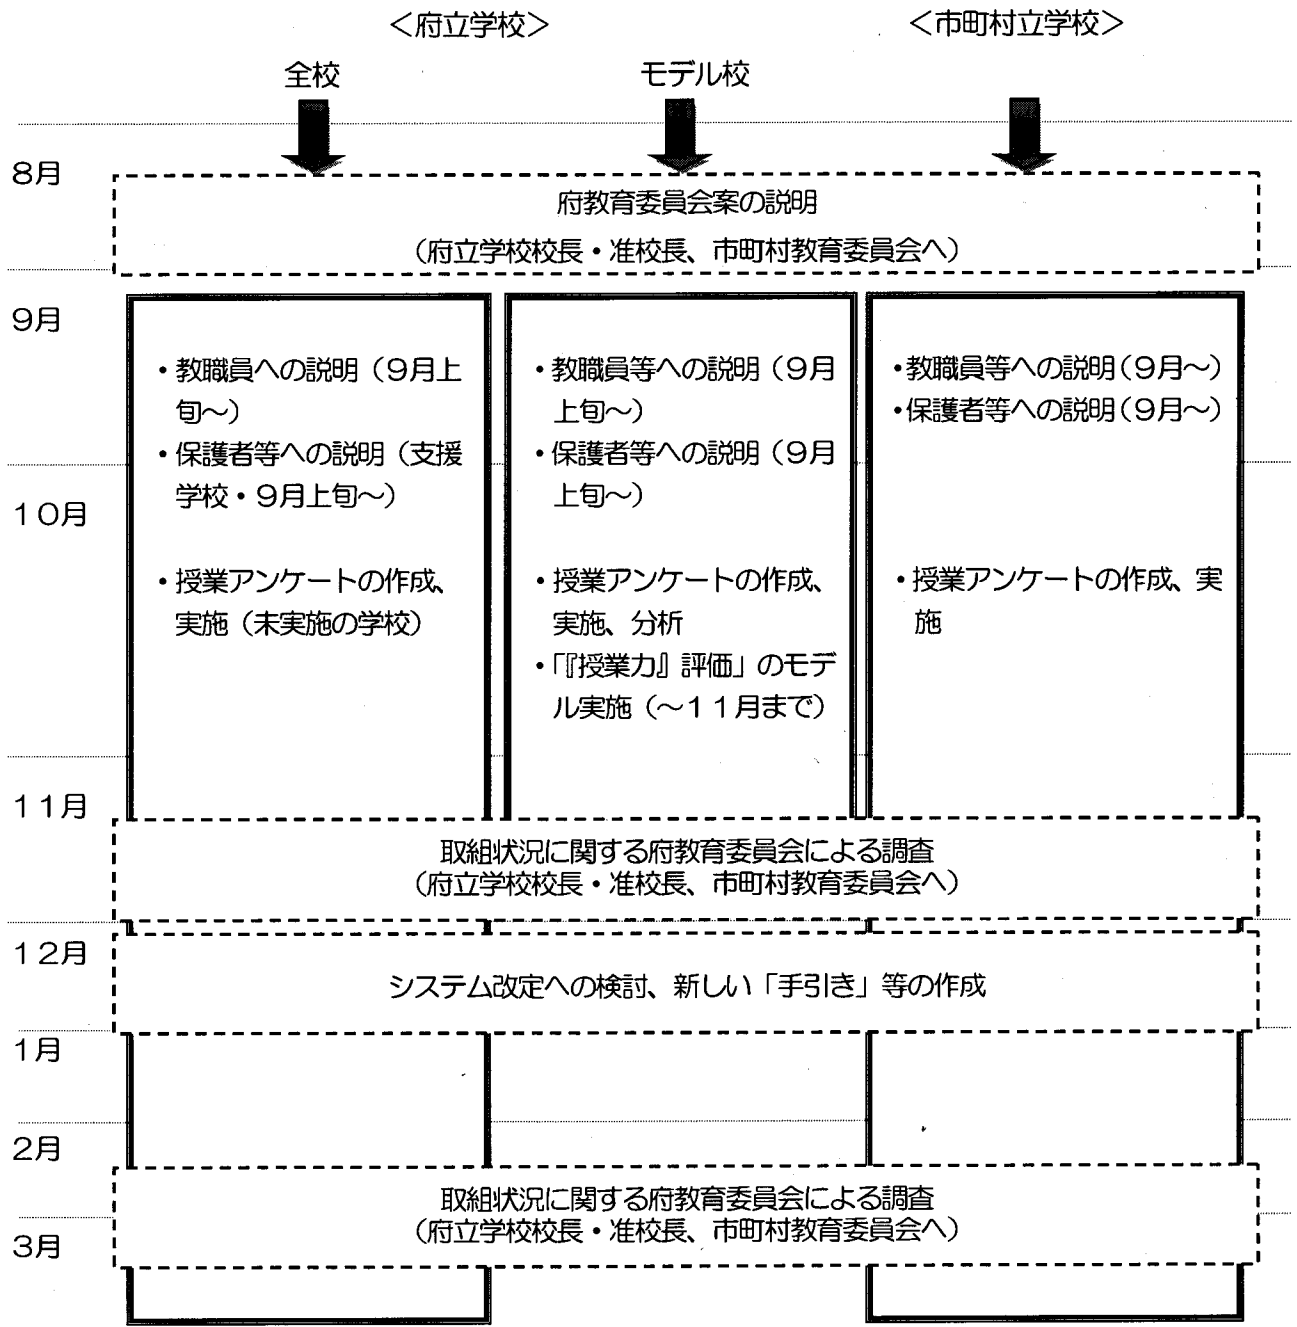 ＜府立学校＞
＜市町村立学校＞
全校
モデル校
8月
府教育委員会案の説明
（府立学校校長・准校長、市町村教育委員会へ）
9月
・教職員への説明（9月上
旬～）
・保護者等への説明（支援
学校・9月上旬～）
・授業アンケートの作成、
実施（未実施の学校）
・教職員等への説明（9月
上旬～）
・保護者等への説明（9月
上旬～）
・授業アンケートの作成、
実施、分析
・「『授業力』評価」のモデ
ル実施（～11月まで）
・教職員等への説明（9月～）
・保護者等への説明（9月～）
・授業アンケートの作成、実
施
10月
11月
取組状況に関する府教育委員会による調査
（府立学校校長・准校長、市町村教育委員会へ）
12月
システム改定への検討、新しい「手引き」等の作成
1月
2月
取組状況に関する府教育委員会による調査
（府立学校校長・准校長、市町村教育委員会へ）
3月